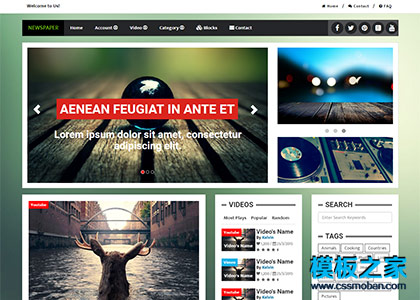 Welcome to Us!
Home / Contact / FAQ
NEWSPAPER Home Account Video Category Blocks Contact
AENEAN FEUGIAT IN ANTE ET
Lorem ipsum dolor sit amet, consectetur
adipiscing elit.
Youtube
VIDEOS
Most Plays Popular Random
Youtube
Video's Name
Video's Name
By Kelvin
Vimeo
Video's Name
Video's Name
By Kelvin
Youtube
Video's Name
SEARCH
Enter Search Keywords
TAGS
Animals Cooking Countries
模板之家
www.cssmoban.com